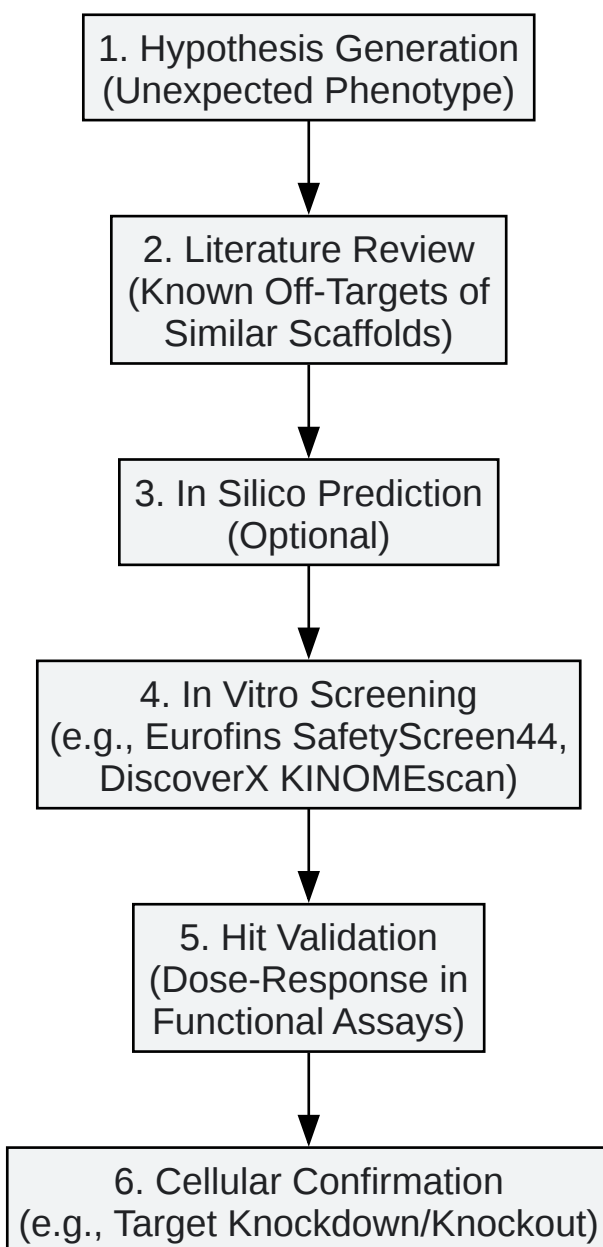 1. Hypothesis Generation
(Unexpected Phenotype)
2. Literature Review
(Known Off-Targets of
Similar Scaffolds)
3. In Silico Prediction
(Optional)
4. In Vitro Screening
(e.g., Eurofins SafetyScreen44,
DiscoverX KINOMEscan)
5. Hit Validation
(Dose-Response in
Functional Assays)
6. Cellular Confirmation
(e.g., Target Knockdown/Knockout)